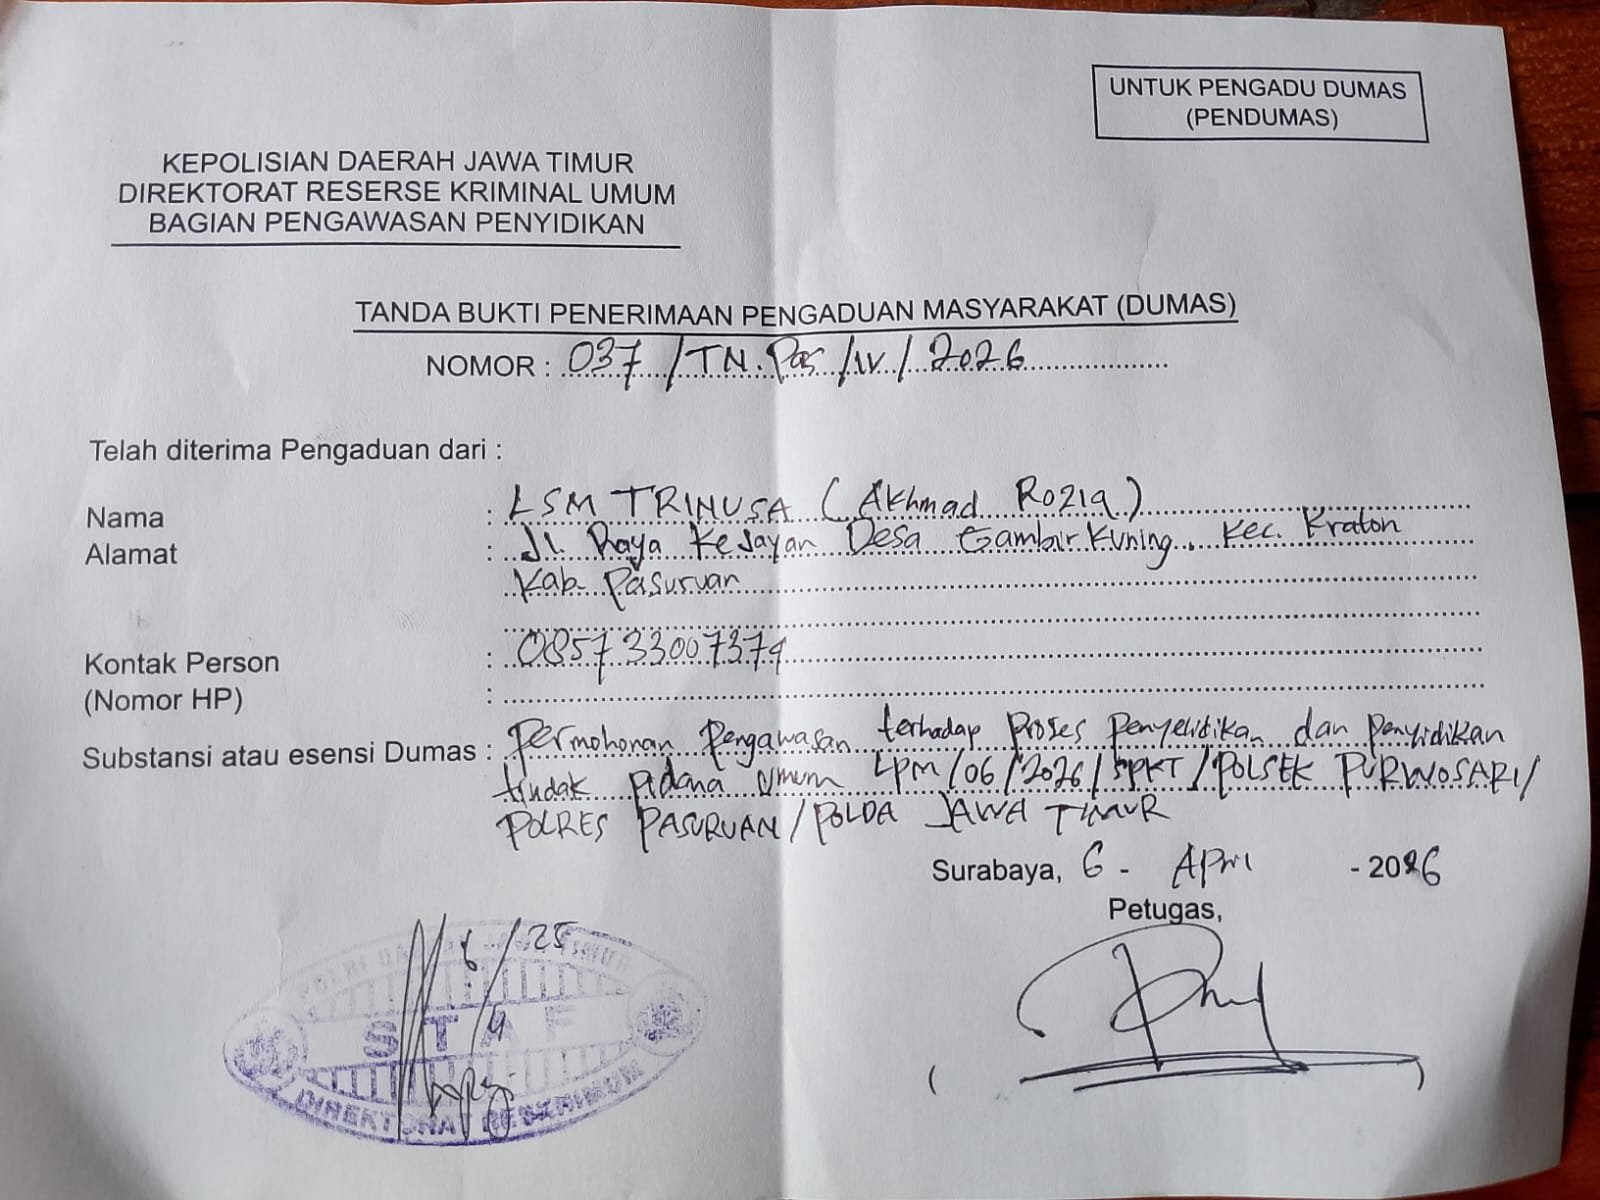 UNTUK PENGADU DUMAS
(PENDUMAS)
KEPOLISIAN DAERAH JAWA TIMUR
DIREKTORAT RESERSE KRIMINAL UMUM
BAGIAN PENGAWASAN PENYIDIKAN
TANDA BUKTI PENERIMAAN PENGADUAN MASYARAKAT (DUMAS)
NOMOR : 037 / TN. Pas / IV / 2026
Telah diterima Pengaduan dari :
Nama : LSM TRINUSA (Akhmad Roziq)
Alamat : Jl. Raya Kejayan Desa Gambir Kuning, Kec. Kraton
Kab. Pasuruan
Kontak Person : 085733007374
(Nomor HP) :
Substansi atau esensi Dumas : Permohonan Pengawasan terhadap Proses Penyelidikan dan Penyidikan
tindak pidana umum LPM/06/2026/SPKT/POLSEK PURWOSARI/
POLRES PASURUAN/POLDA JAWA TIMUR
Surabaya, 6 - April - 2026
Petugas,
6/4 25
STAF
DIREKTORAT RESKRIMUM
( )